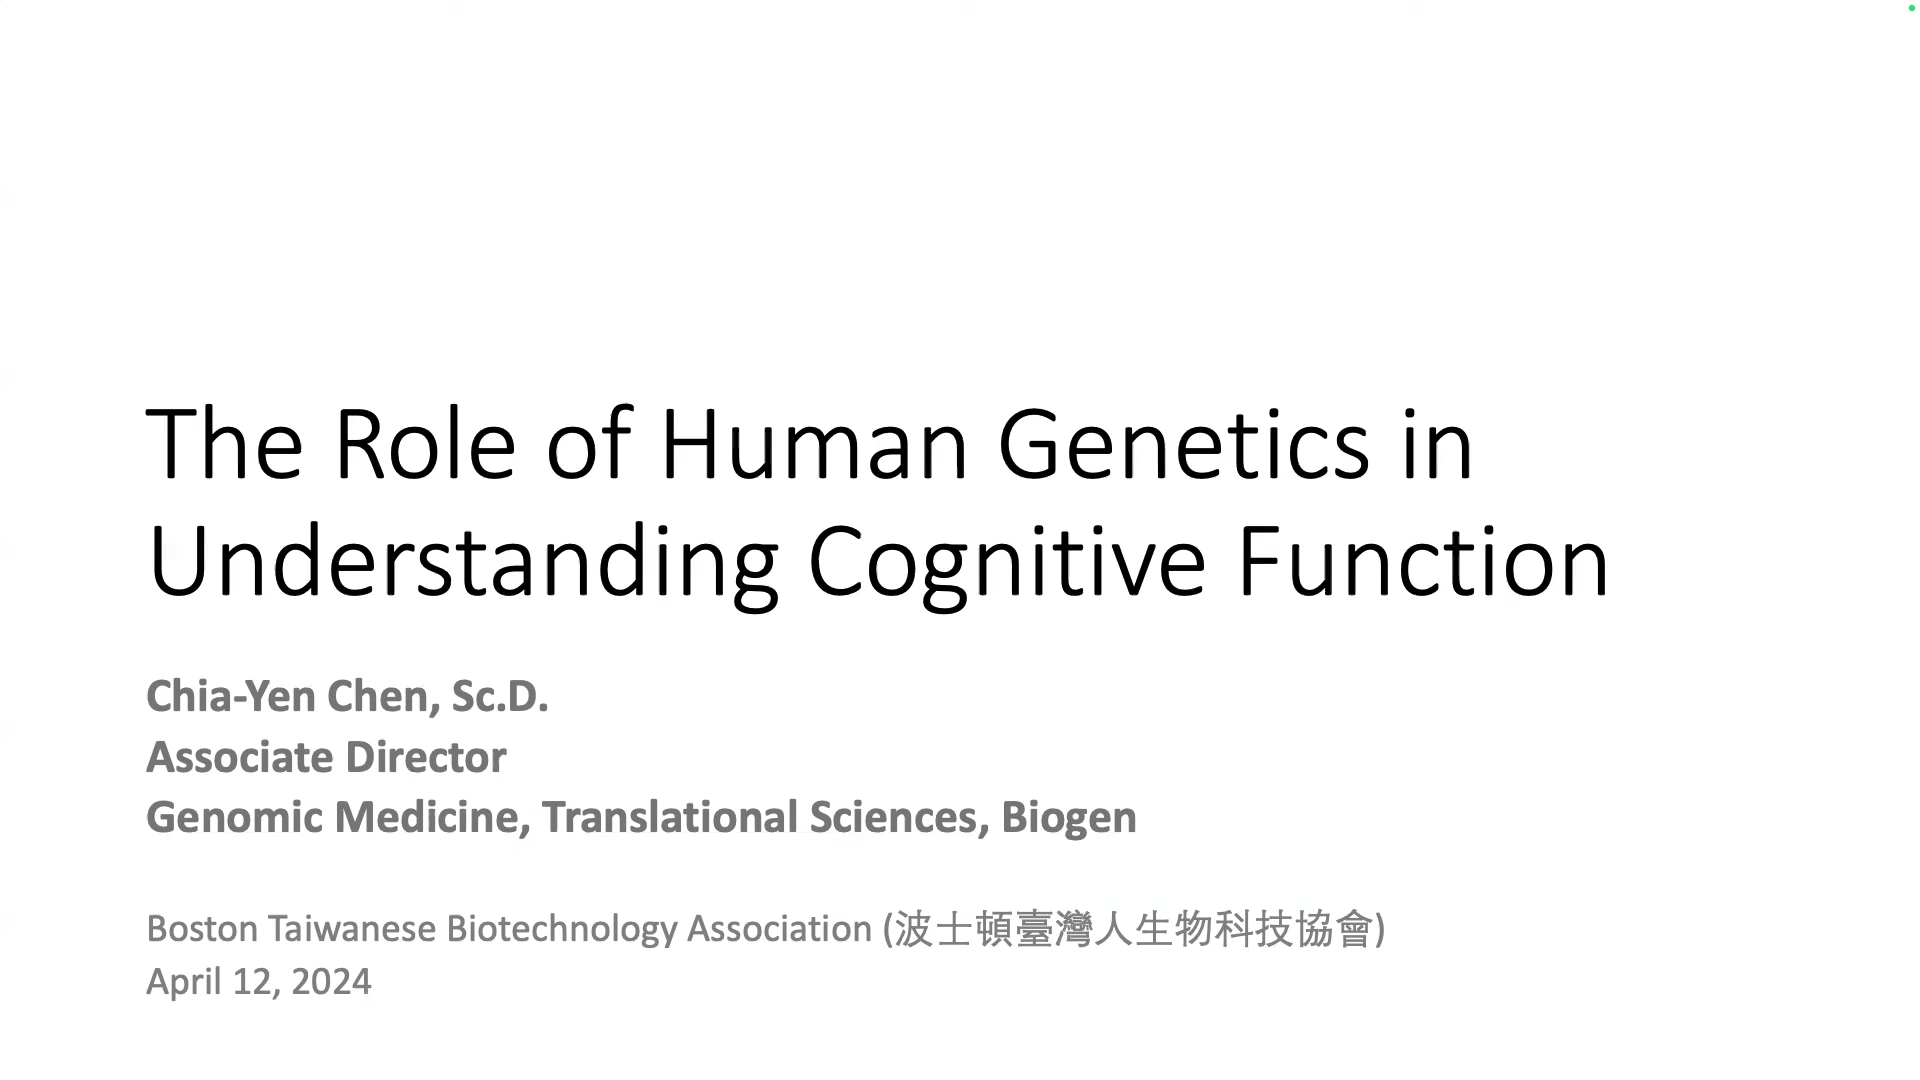 The Role of Human Genetics in
Understanding Cognitive Function
Chia-Yen Chen, Sc.D.
Associate Director
Genomic Medicine, Translational Sciences, Biogen
Boston Taiwanese Biotechnology Association (波士頓臺灣人生物科技協會)
April 12, 2024